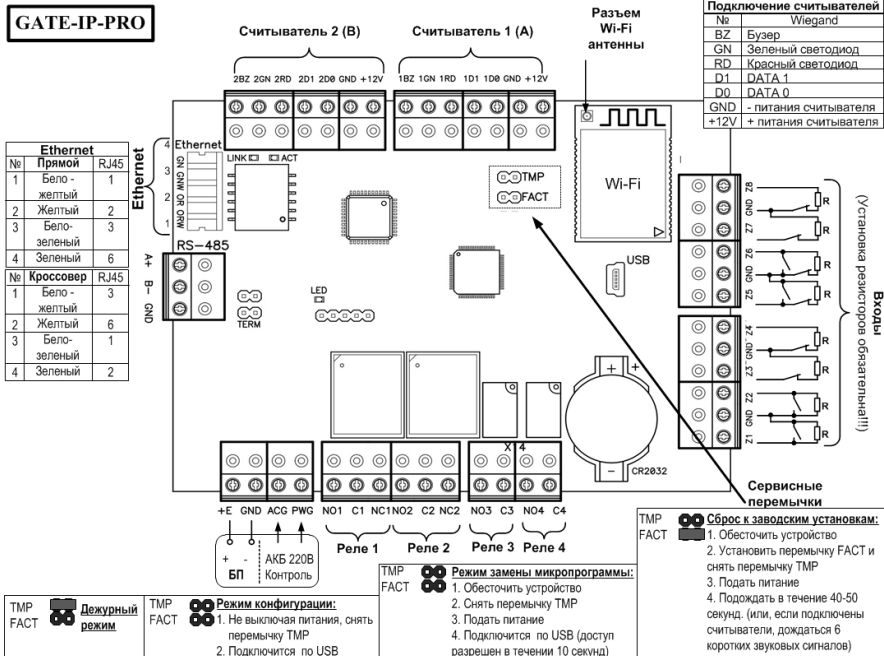 GATE-IP-PRO
Считыватель 2 (B)
Считыватель 1 (A)
Разъем
Wi-Fi
антенны
Подключение считывателей
№ Wiegand
BZ Бузер
GN Зеленый светодиод
RD Красный светодиод
D1 DATA 1
D0 DATA 0
GND - питания считывателя
+12V + питания считывателя
2BZ 2GN 2RD 2D1 2D0 GND +12V
1BZ 1GN 1RD 1D1 1D0 GND +12V
Ethernet
№ Прямой RJ45
1 Бело - желтый 1
2 Желтый 2
3 Бело-зеленый 3
4 Зеленый 6
№ Кроссовер RJ45
1 Бело - желтый 3
2 Желтый 6
3 Бело-зеленый 1
4 Зеленый 2
Ethernet
4 3 2 1
Ethernet
GN GNW OR ORW
LINK ACT
RS-485
A+ B- GND
TERM
LED
TMP
FACT
Wi-Fi
USB
Z8
GND
Z7
Z6
GND
Z5
Z4
GND
Z3
Z2
GND
Z1
R
R
R
R
R
R
R
R
Входы
(Установка резисторов обязательна!!!)
+ +
-
CR2032
X14
+E GND ACG PWG
NO1 C1 NC1 NO2 C2 NC2
NO3 C3 NO4 C4
+ -
БП
АКБ 220В
Контроль
Реле 1
Реле 2
Реле 3
Реле 4
Сервисные
перемычки
TMP
FACT
Сброс к заводским установкам:
1. Обесточить устройство
2. Установить перемычку FACT и
снять перемычку TMP
3. Подать питание
4. Подождать в течение 40-50
секунд. (или, если подключены
считыватели, дождаться 6
коротких звуковых сигналов)
TMP
FACT
Дежурный
режим
TMP
FACT
Режим конфигурации:
1. Не выключая питания, снять
перемычку TMP
2. Подключится по USB
TMP
FACT
Режим замены микропрограммы:
1. Обесточить устройство
2. Снять перемычку TMP
3. Подать питание
4. Подключится по USB (доступ
разрешен в течении 10 секунд)